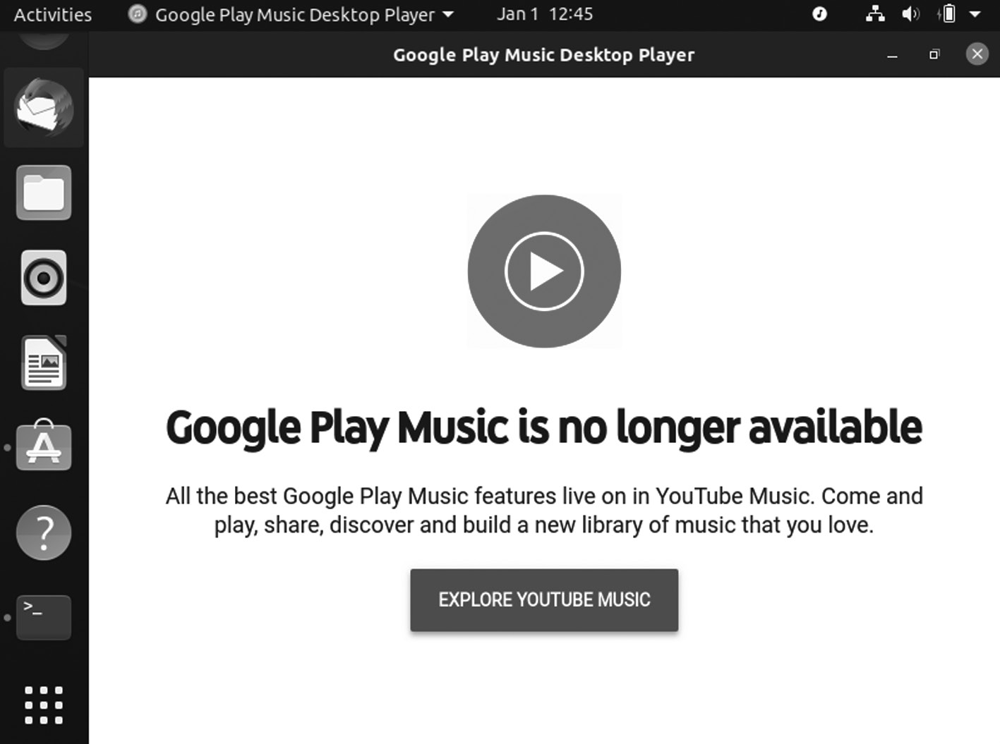 Activities Google Play Music Desktop Player Jan 1 12:45
Google Play Music Desktop Player
Google Play Music is no longer available
All the best Google Play Music features live on in YouTube Music. Come and
play, share, discover and build a new library of music that you love.
EXPLORE YOUTUBE MUSIC